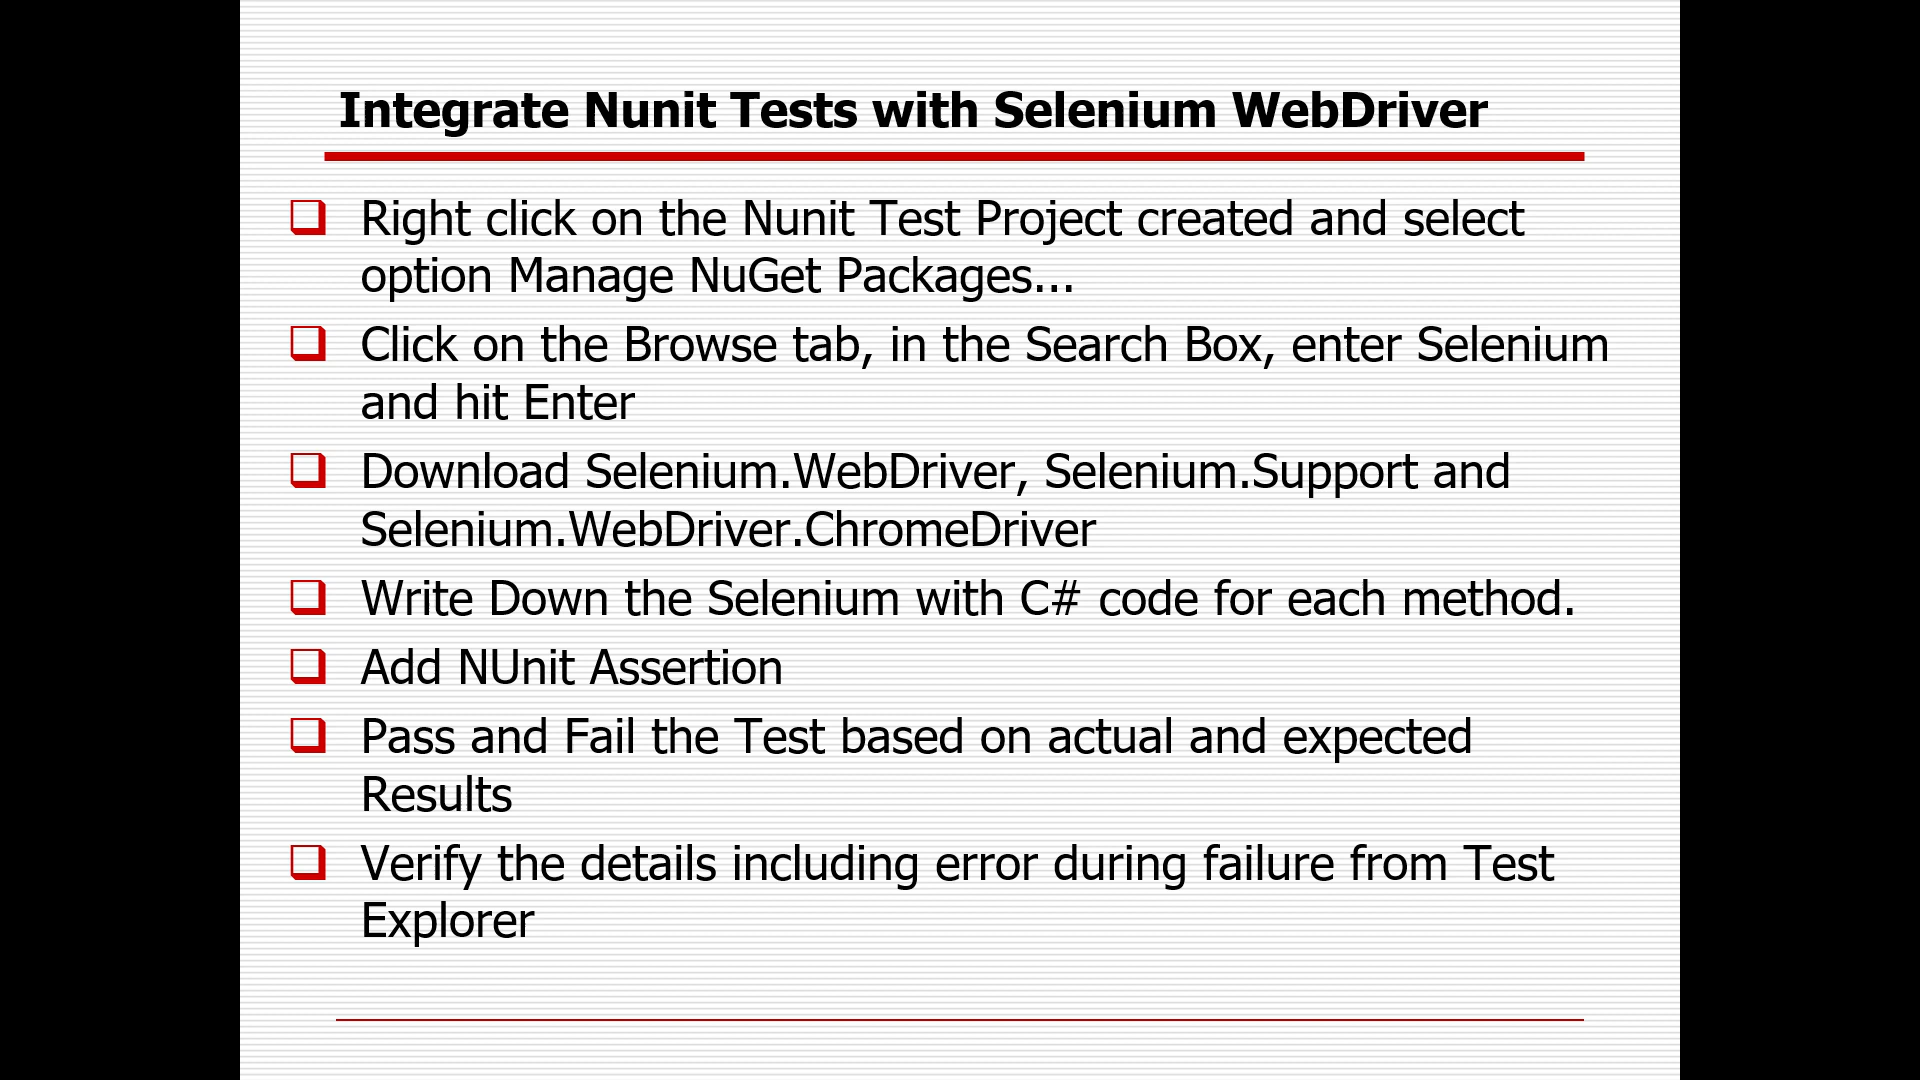 Integrate Nunit Tests with Selenium WebDriver
Right click on the Nunit Test Project created and select
option Manage NuGet Packages...
Click on the Browse tab, in the Search Box, enter Selenium
and hit Enter
Download Selenium.WebDriver, Selenium.Support and
Selenium.WebDriver.ChromeDriver
Write Down the Selenium with C# code for each method.
Add NUnit Assertion
Pass and Fail the Test based on actual and expected
Results
Verify the details including error during failure from Test
Explorer